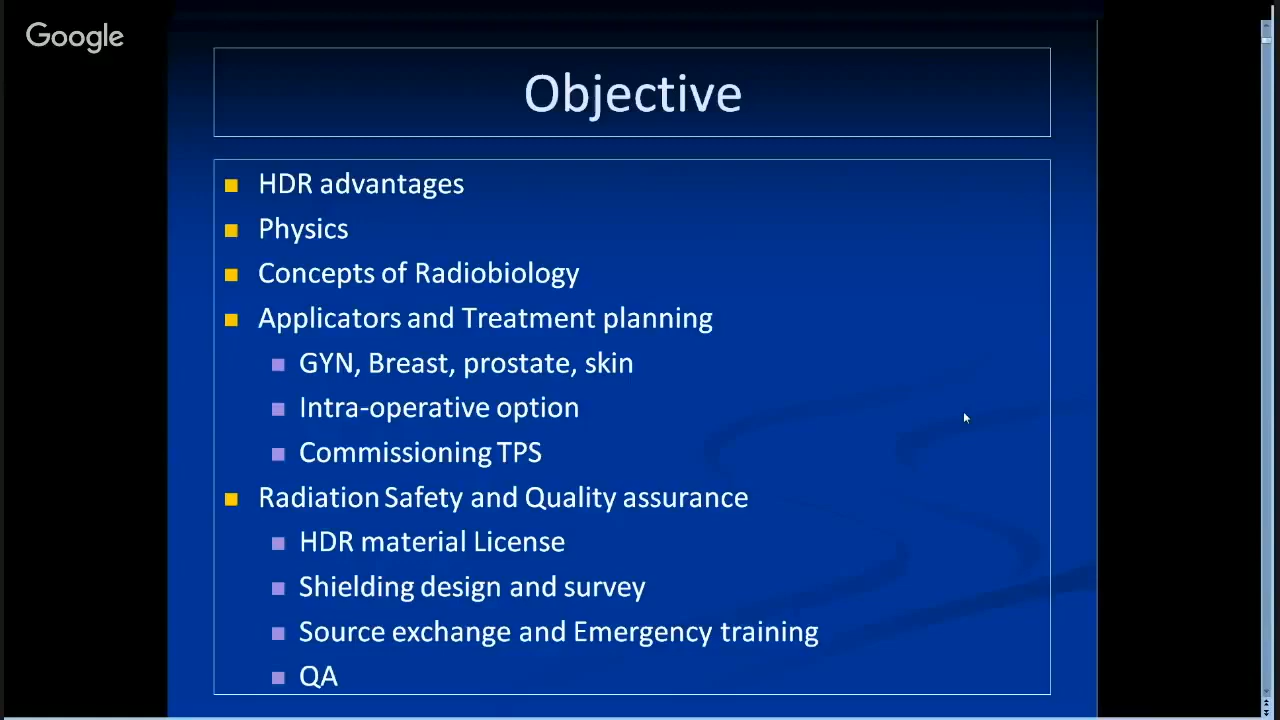 Google
Objective
HDR advantages
Physics
Concepts of Radiobiology
Applicators and Treatment planning
GYN, Breast, prostate, skin
Intra-operative option
Commissioning TPS
Radiation Safety and Quality assurance
HDR material License
Shielding design and survey
Source exchange and Emergency training
QA